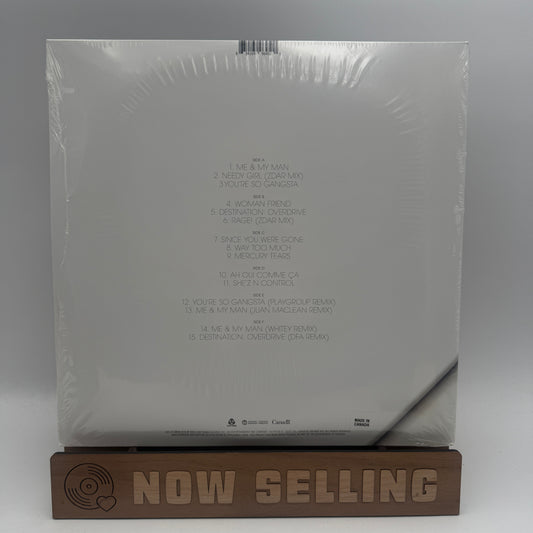 SIDE A
1. ME & MY MAN
2. NEEDY GIRL (ZDAR MIX)
3.YOU'RE SO GANGSTA
SIDE B
4. WOMAN FRIEND
5. DESTINATION: OVERDRIVE
6. RAGE! (ZDAR MIX)
SIDE C
7. SINCE YOU WERE GONE
8. WAY TOO MUCH
9. MERCURY TEARS
SIDE D
10. AH OUI COMME ÇA
11. SHE'Z N CONTROL
SIDE E
12. YOU'RE SO GANGSTA (PLAYGROUP REMIX)
13. ME & MY MAN (JUAN MACLEAN REMIX)
SIDE F
14. ME & MY MAN (WHITEY REMIX)
15. DESTINATION: OVERDRIVE (DFA REMIX)
Canada
MADE IN
CANADA
NOW SELLING